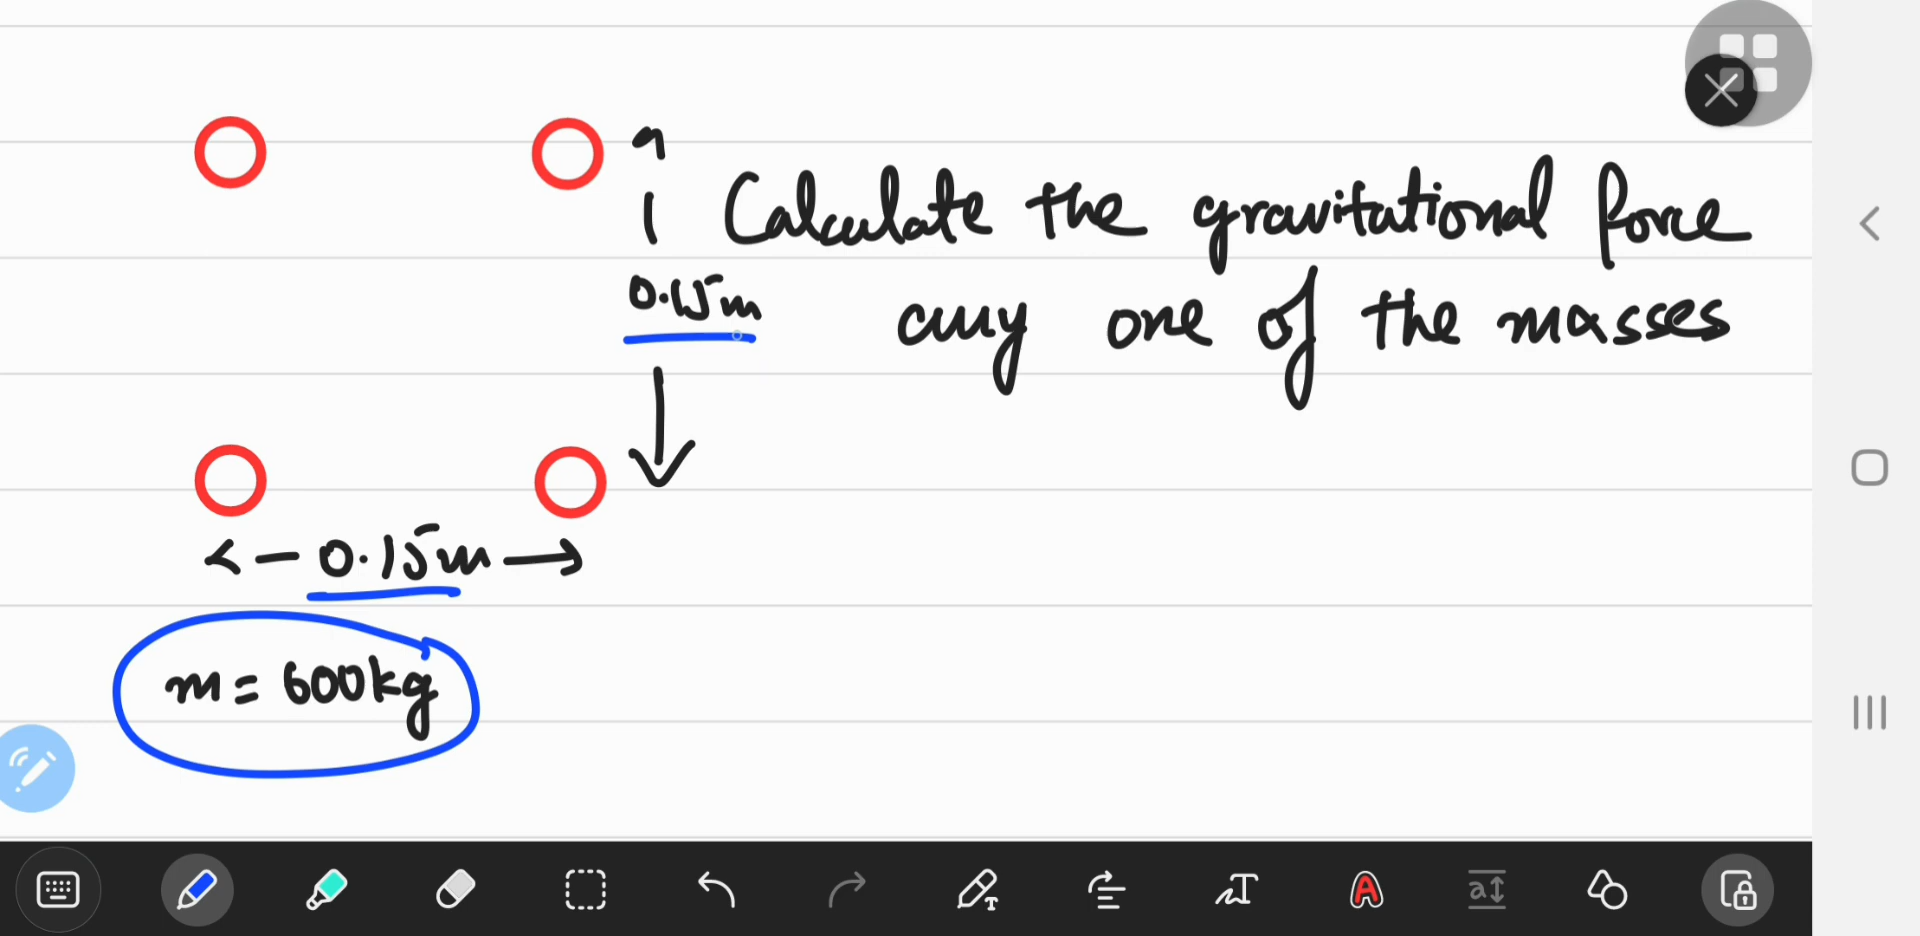 Calculate the gravitational force
0.15m
any one of the masses
0.15m
m = 600kg